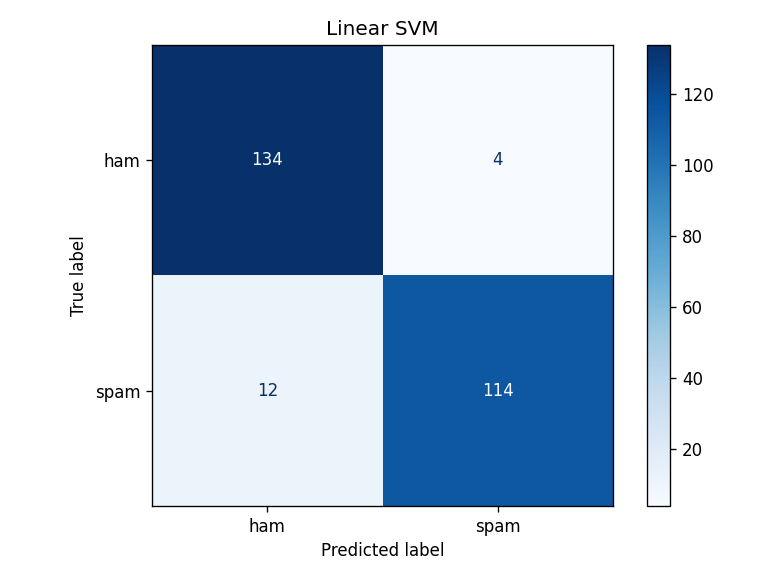 Linear SVM
True label
ham
134
4
spam
12
114
ham
spam
Predicted label
120
100
80
60
40
20